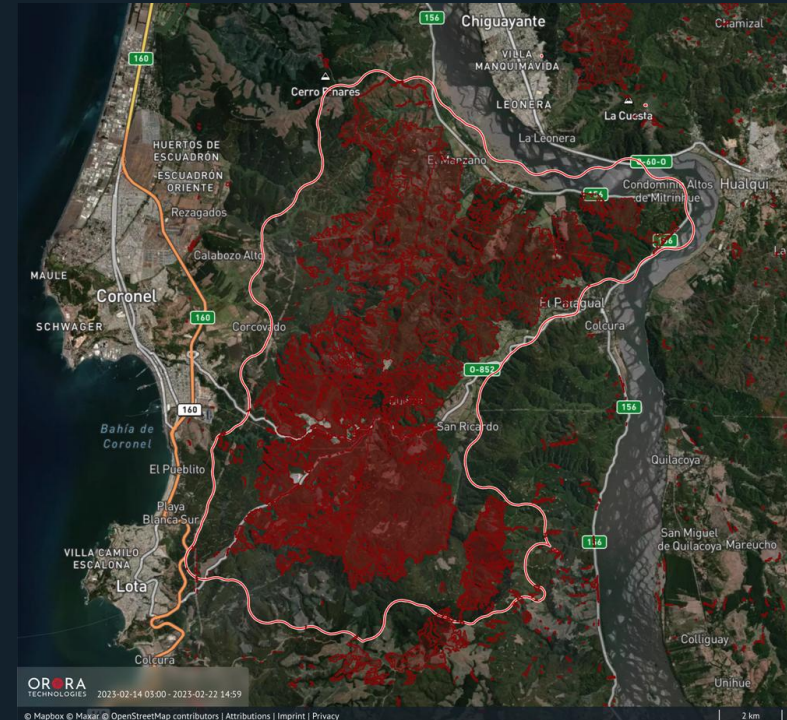 156
Chiguayante
Chamizal
160
VILLA
MANQUIMAVIDA
Cerro Pinares
LEONERA
La Cuesta
HUERTOS DE
ESCUADRÓN
La Leonera
El Manzano
O-60-O
ESCUADRÓN
ORIENTE
Condominio Altos
de Mitrinhue
Hualqui
154
Rezagados
156
Calabozo Alto
La
MAULE
Coronel
El Patagual
SCHWAGER
160
Corcovado
Colcura
O-852
160
156
Bahía de
Coronel
San Ricardo
El Pueblito
Quilacoya
Playa
Blanca Sur
San Miguel
de Quilacoya
Mareucho
VILLA CAMILO
ESCALONA
156
Lota
Colliguay
Colcura
Unihue
ORORA
TECHNOLOGIES
2023-02-14 03:00 - 2023-02-22 14:59
© Mapbox © Maxar © OpenStreetMap contributors | Attributions | Imprint | Privacy
2 km